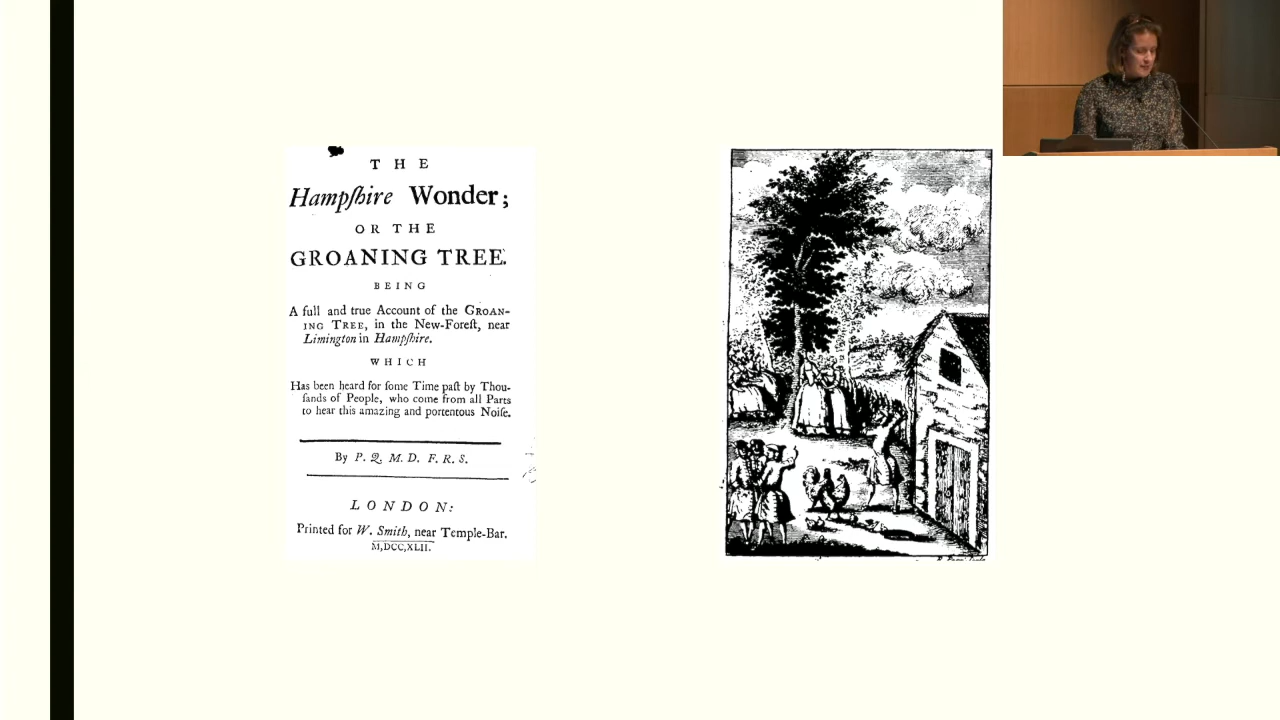 THE
Hampſhire Wonder;
OR THE
GROANING TREE.
BEING
A full and true Account of the GROAN-
ING TREE, in the New-Foreſt, near
Limington in Hampſhire.
WHICH
Has been heard for ſome Time paſt by Thou-
ſands of People, who come from all Parts
to hear this amazing and portentous Noiſe.
By P. Q. M. D. F. R. S.
LONDON:
Printed for W. Smith, near Temple-Bar.
M,DCC,XLII.